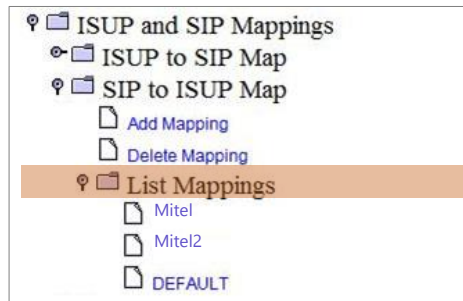 ISUP and SIP Mappings
ISUP to SIP Map
SIP to ISUP Map
Add Mapping
Delete Mapping
List Mappings
Mitel
Mitel2
DEFAULT